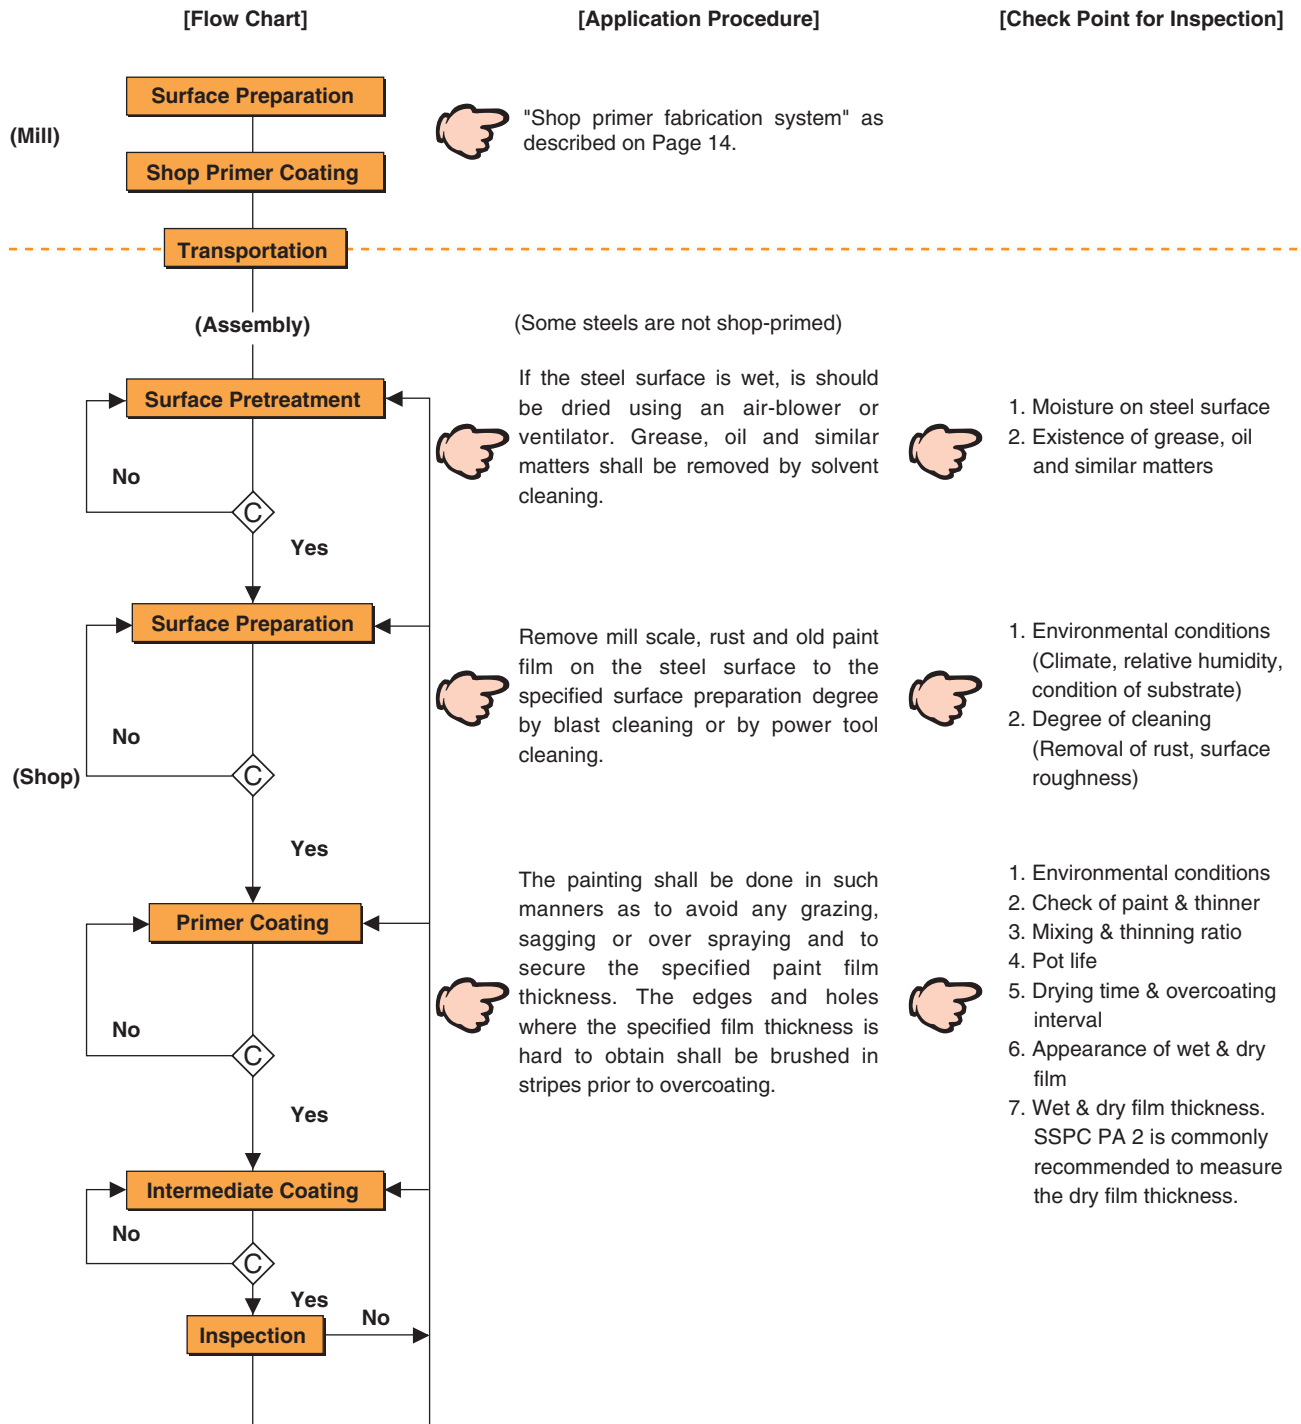 [Flow Chart]
[Application Procedure]
[Check Point for Inspection]
(Mill)
Surface Preparation
Shop Primer Coating
"Shop primer fabrication system" as
described on Page 14.
Transportation
(Assembly)
(Some steels are not shop-primed)
Surface Pretreatment
No
C
Yes
If the steel surface is wet, is should
be dried using an air-blower or
ventilator. Grease, oil and similar
matters shall be removed by solvent
cleaning.
1. Moisture on steel surface
2. Existence of grease, oil
and similar matters
(Shop)
Surface Preparation
No
C
Yes
Remove mill scale, rust and old paint
film on the steel surface to the
specified surface preparation degree
by blast cleaning or by power tool
cleaning.
1. Environmental conditions
(Climate, relative humidity,
condition of substrate)
2. Degree of cleaning
(Removal of rust, surface
roughness)
Primer Coating
No
C
Yes
The painting shall be done in such
manners as to avoid any grazing,
sagging or over spraying and to
secure the specified paint film
thickness. The edges and holes
where the specified film thickness is
hard to obtain shall be brushed in
stripes prior to overcoating.
1. Environmental conditions
2. Check of paint & thinner
3. Mixing & thinning ratio
4. Pot life
5. Drying time & overcoating
interval
6. Appearance of wet & dry
film
7. Wet & dry film thickness.
SSPC PA 2 is commonly
recommended to measure
the dry film thickness.
Intermediate Coating
No
C
Yes
Inspection
No